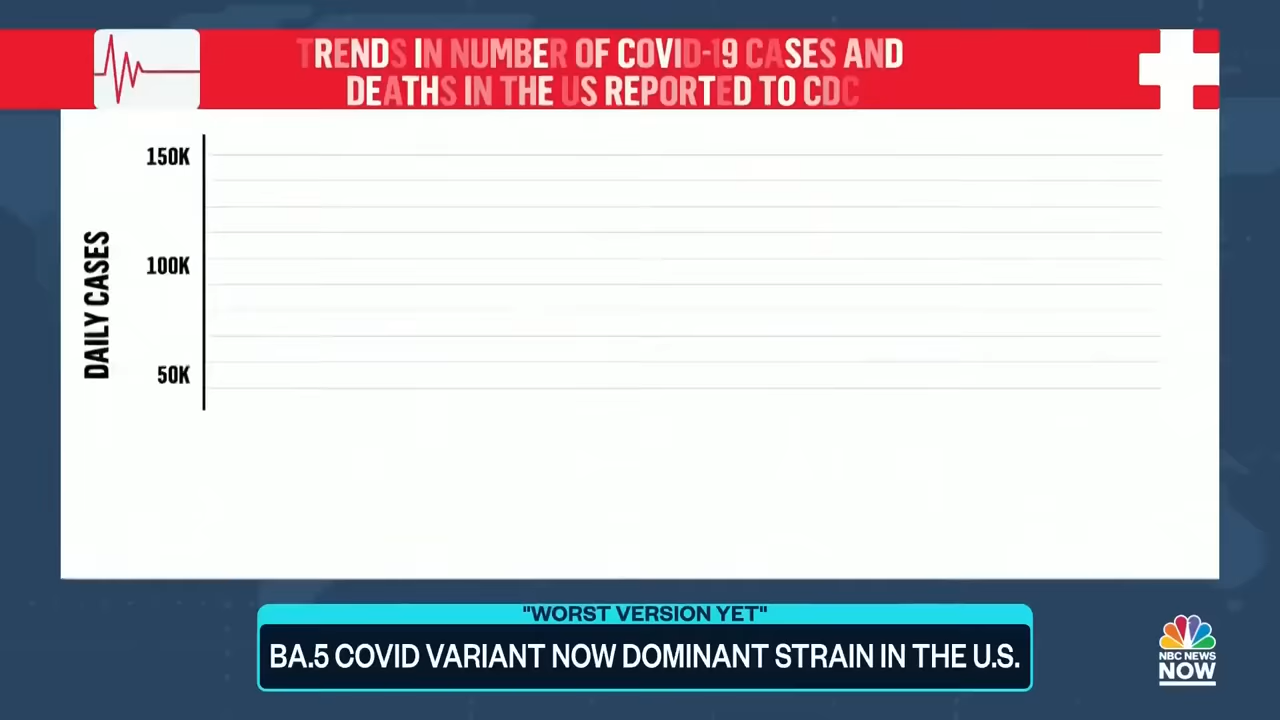 TRENDS IN NUMBER OF COVID-19 CASES AND
DEATHS IN THE US REPORTED TO CDC
150K
100K
50K
DAILY CASES
"WORST VERSION YET"
BA.5 COVID VARIANT NOW DOMINANT STRAIN IN THE U.S.
NBC NEWS
NOW